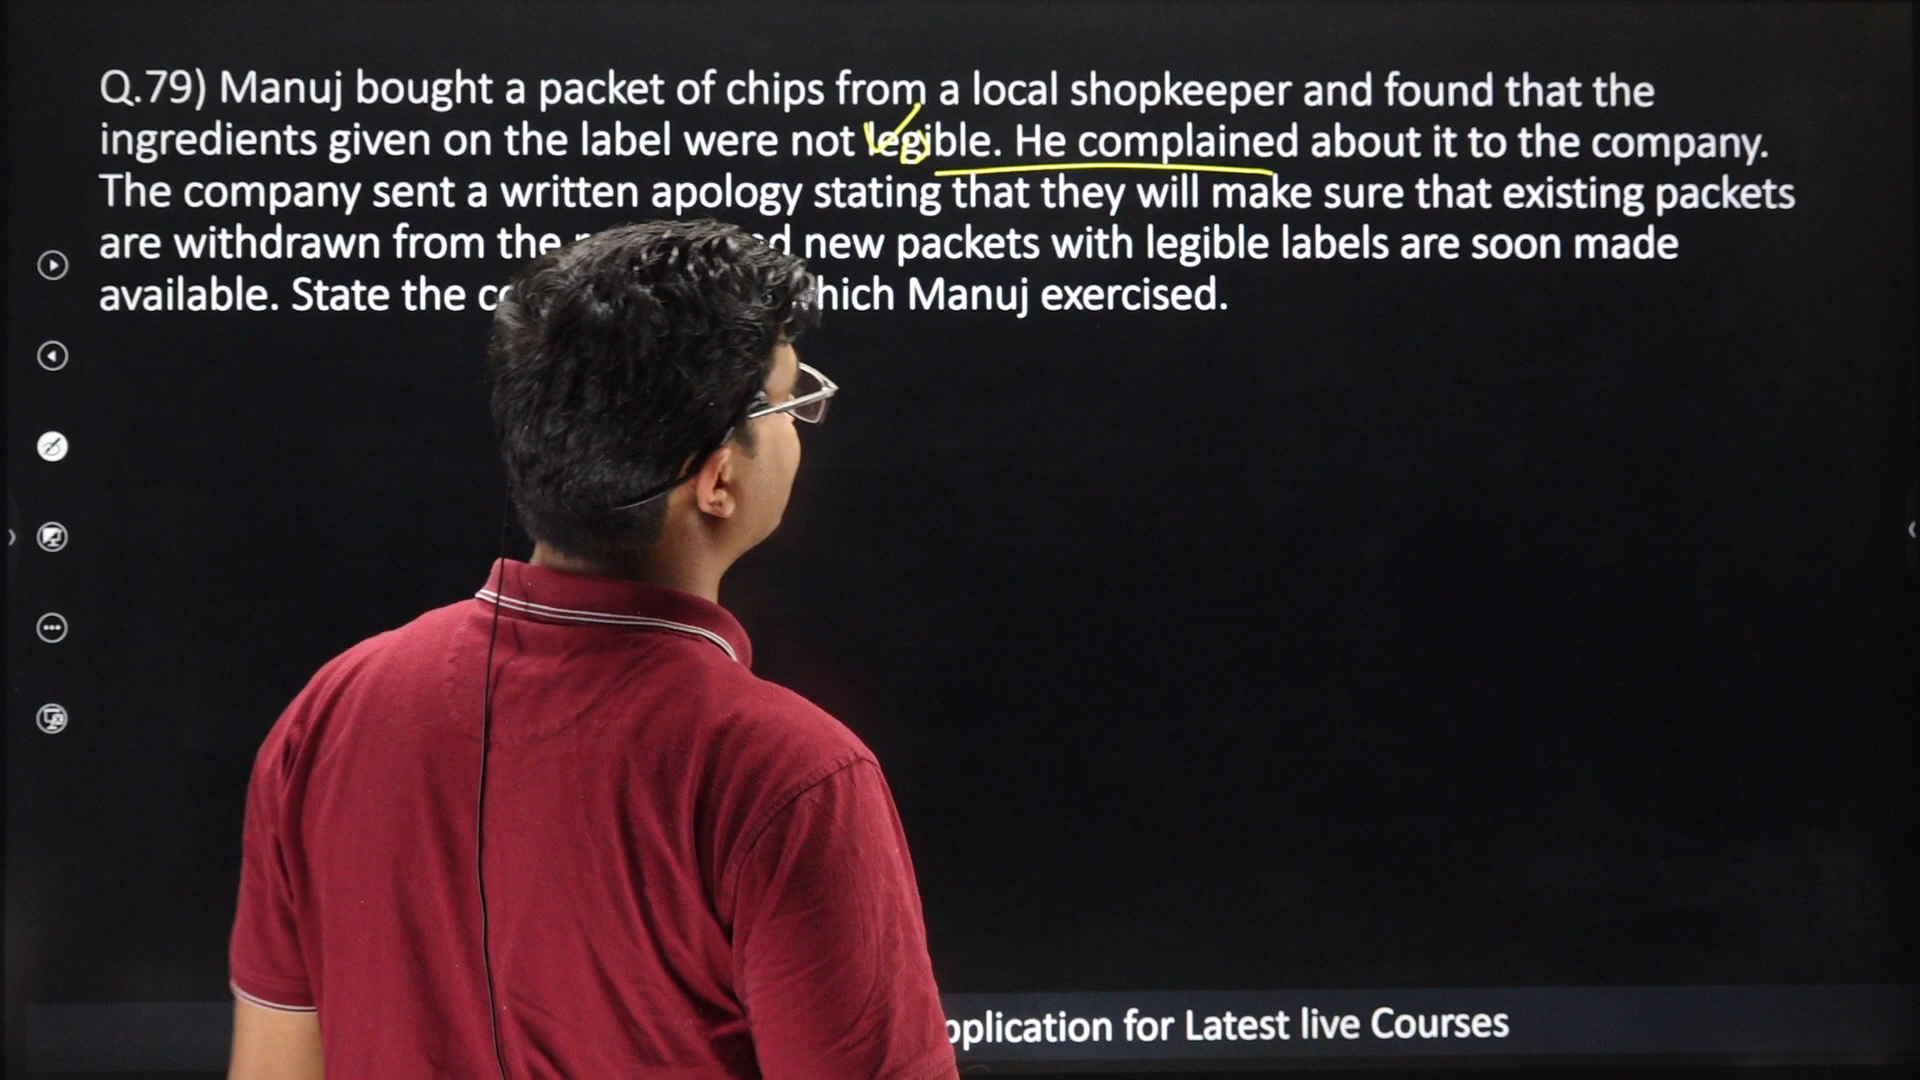 Q.79) Manuj bought a packet of chips from a local shopkeeper and found that the
ingredients given on the label were not legible. He complained about it to the company.
The company sent a written apology stating that they will make sure that existing packets
are withdrawn from the new packets with legible labels are soon made
available. State the Manuj exercised.
for Latest live Courses